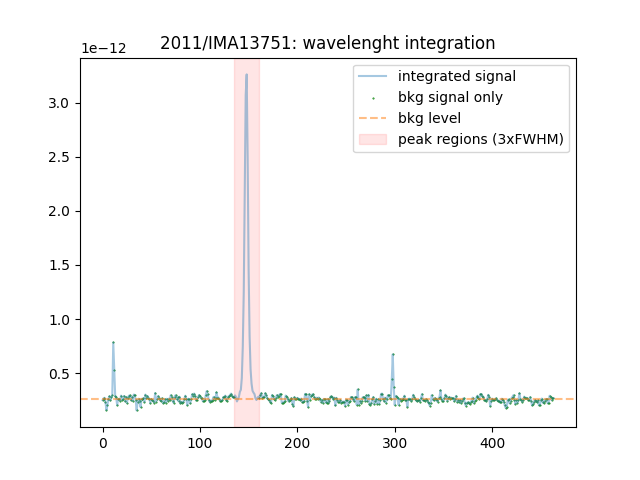 2011/IMA13751: wavelenght integration
1e−12
integrated signal
bkg signal only
bkg level
peak regions (3xFWHM)
3.0
2.5
2.0
1.5
1.0
0.5
0 100 200 300 400